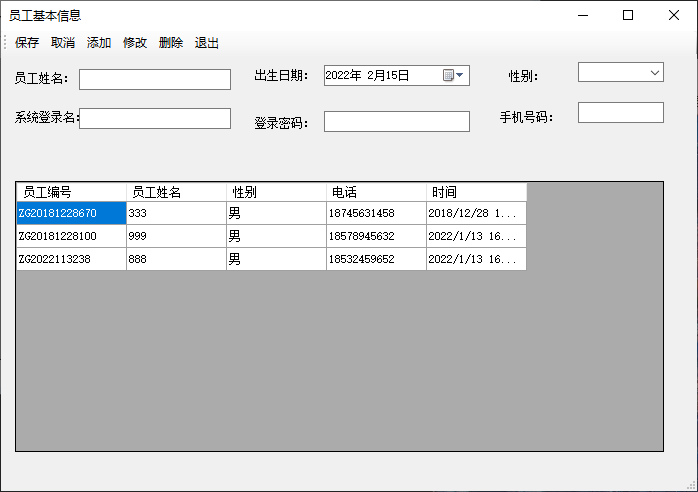 员工基本信息
保存 取消 添加 修改 删除 退出
员工姓名： 出生日期： 2022年 2月15日 性别：
系统登录名： 登录密码： 手机号码：
员工编号 员工姓名 性别 电话 时间
ZG20181228670 333 男 18745631458 2018/12/28 1...
ZG20181228100 999 男 18578945632 2022/1/13 16...
ZG2022113238 888 男 18532459652 2022/1/13 16...